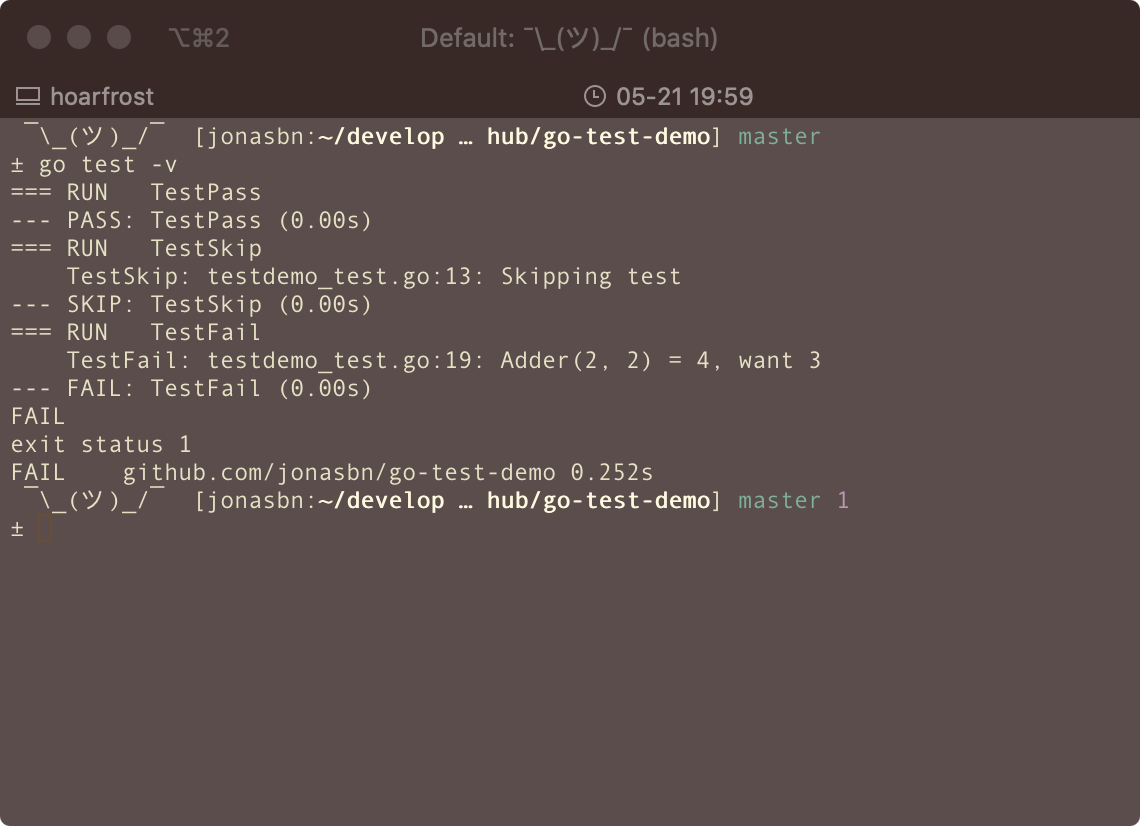 ⌥⌘2 Default: ¯\_(ツ)_/¯ (bash)
hoarfrost 05-21 19:59
¯\_(ツ)_/¯ [jonasbn:~/develop … hub/go-test-demo] master
± go test -v
=== RUN   TestPass
--- PASS: TestPass (0.00s)
=== RUN   TestSkip
    TestSkip: testdemo_test.go:13: Skipping test
--- SKIP: TestSkip (0.00s)
=== RUN   TestFail
    TestFail: testdemo_test.go:19: Adder(2, 2) = 4, want 3
--- FAIL: TestFail (0.00s)
FAIL
exit status 1
FAIL    github.com/jonasbn/go-test-demo 0.252s
¯\_(ツ)_/¯ [jonasbn:~/develop … hub/go-test-demo] master 1
±